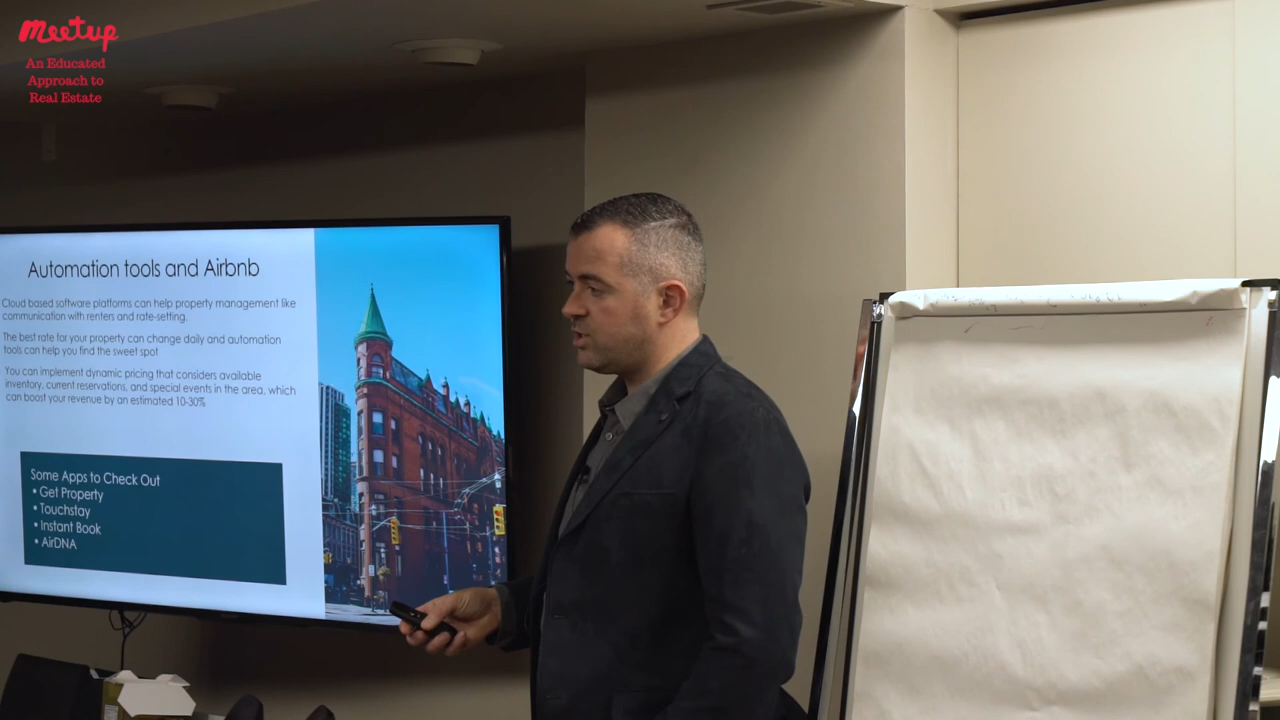 Meetup
An Educated
Approach to
Real Estate
Automation tools and Airbnb
Cloud based software platforms can help property management like
communication with renters and rate-setting.
The best rate for your property can change daily and automation
tools can help you find the sweet spot
You can implement dynamic pricing that considers available
inventory, current reservations, and special events in the area, which
can boost your revenue by an estimated 10-30%
Some Apps to Check Out
• Get Property
• Touchstay
• Instant Book
• AirDNA